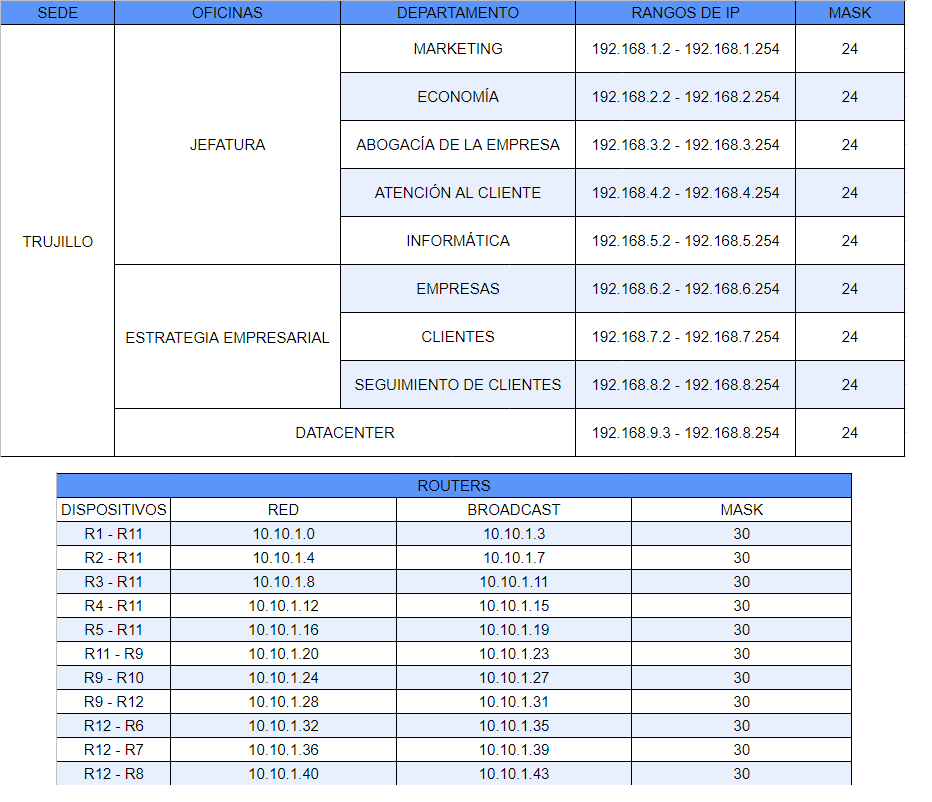 SEDE OFICINAS DEPARTAMENTO RANGOS DE IP MASK
MARKETING 192.168.1.2 - 192.168.1.254 24
ECONOMÍA 192.168.2.2 - 192.168.2.254 24
JEFATURA ABOGACÍA DE LA EMPRESA 192.168.3.2 - 192.168.3.254 24
ATENCIÓN AL CLIENTE 192.168.4.2 - 192.168.4.254 24
TRUJILLO INFORMÁTICA 192.168.5.2 - 192.168.5.254 24
EMPRESAS 192.168.6.2 - 192.168.6.254 24
ESTRATEGIA EMPRESARIAL CLIENTES 192.168.7.2 - 192.168.7.254 24
SEGUIMIENTO DE CLIENTES 192.168.8.2 - 192.168.8.254 24
DATACENTER 192.168.9.3 - 192.168.8.254 24
ROUTERS
DISPOSITIVOS RED BROADCAST MASK
R1 - R11 10.10.1.0 10.10.1.3 30
R2 - R11 10.10.1.4 10.10.1.7 30
R3 - R11 10.10.1.8 10.10.1.11 30
R4 - R11 10.10.1.12 10.10.1.15 30
R5 - R11 10.10.1.16 10.10.1.19 30
R11 - R9 10.10.1.20 10.10.1.23 30
R9 - R10 10.10.1.24 10.10.1.27 30
R9 - R12 10.10.1.28 10.10.1.31 30
R12 - R6 10.10.1.32 10.10.1.35 30
R12 - R7 10.10.1.36 10.10.1.39 30
R12 - R8 10.10.1.40 10.10.1.43 30